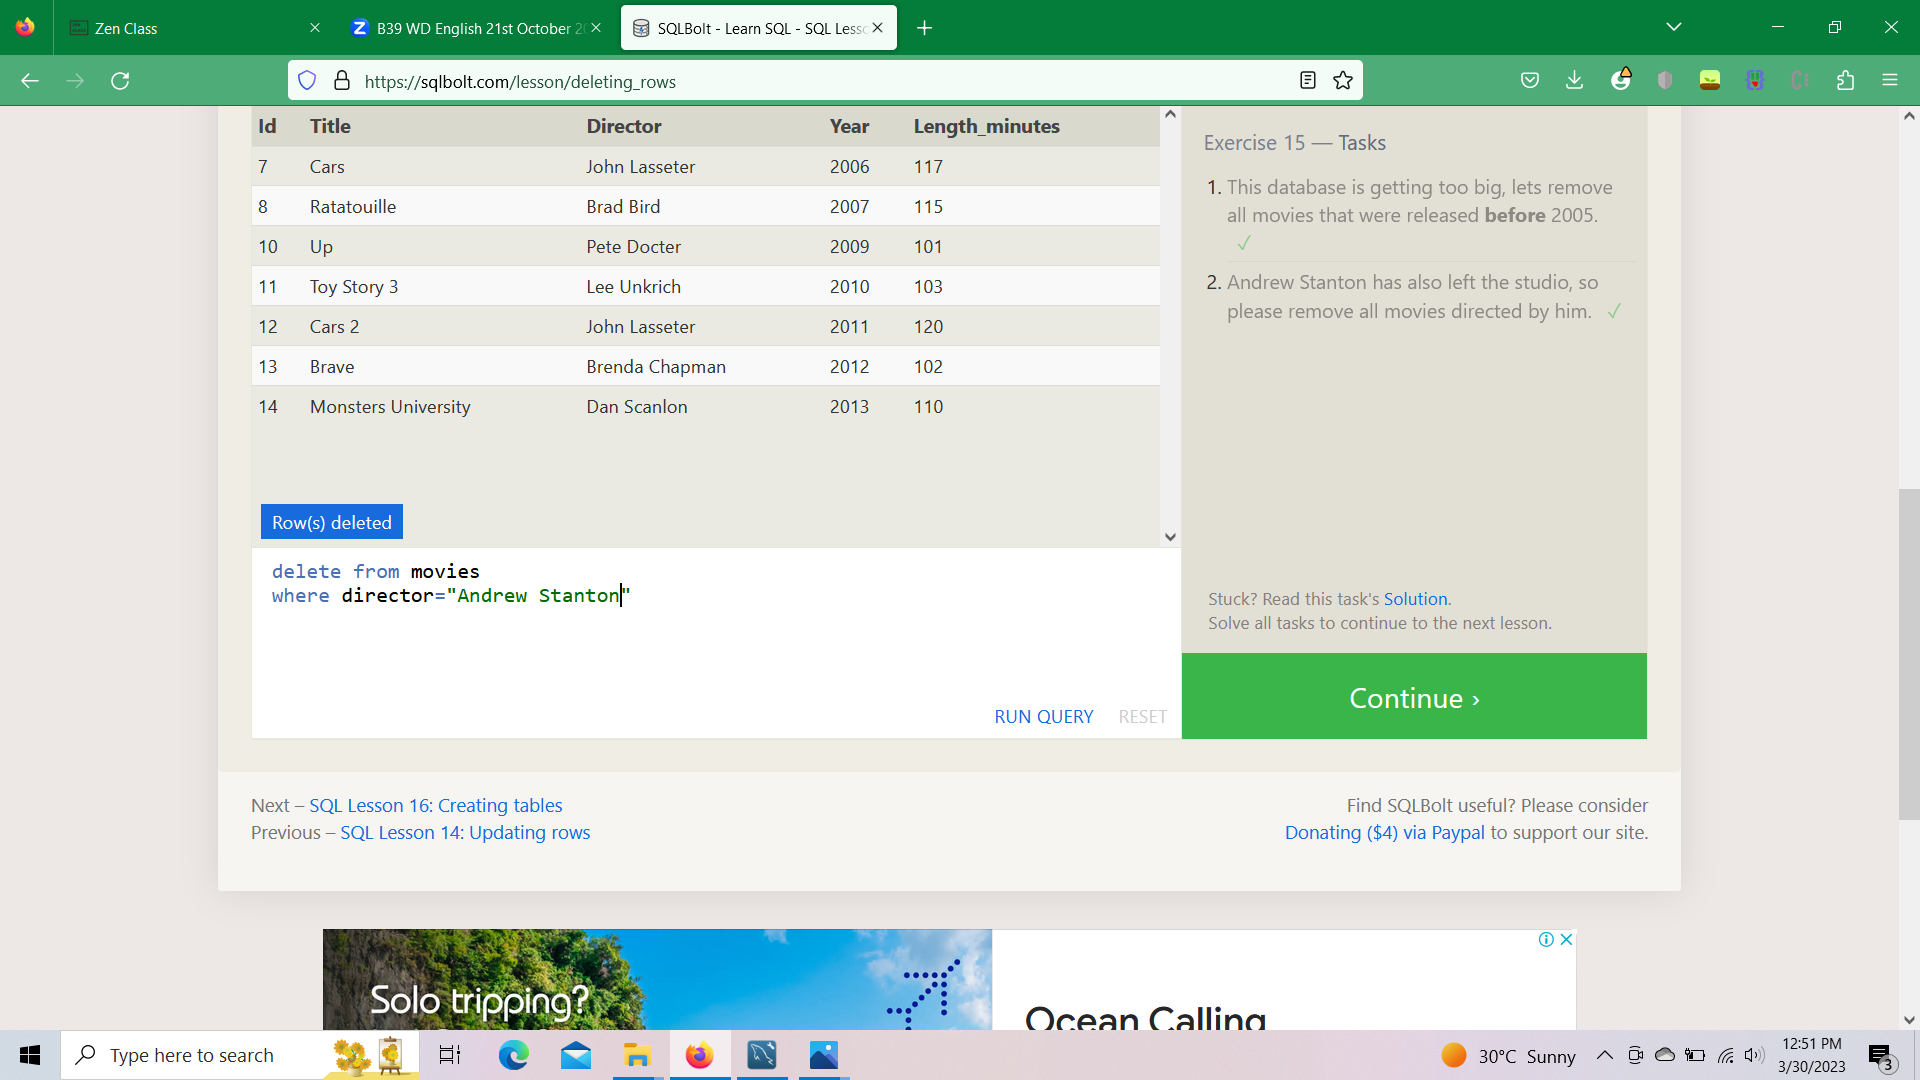 Zen Class
B39 WD English 21st October 2
SQLBolt - Learn SQL - SQL Less
https://sqlbolt.com/lesson/deleting_rows
Id Title Director Year Length_minutes
7 Cars John Lasseter 2006 117
8 Ratatouille Brad Bird 2007 115
10 Up Pete Docter 2009 101
11 Toy Story 3 Lee Unkrich 2010 103
12 Cars 2 John Lasseter 2011 120
13 Brave Brenda Chapman 2012 102
14 Monsters University Dan Scanlon 2013 110
Row(s) deleted
delete from movies
where director="Andrew Stanton"
RUN QUERY RESET
Exercise 15 — Tasks
1. This database is getting too big, lets remove
all movies that were released before 2005.
✓
2. Andrew Stanton has also left the studio, so
please remove all movies directed by him. ✓
Stuck? Read this task's Solution.
Solve all tasks to continue to the next lesson.
Continue ›
Next – SQL Lesson 16: Creating tables
Previous – SQL Lesson 14: Updating rows
Find SQLBolt useful? Please consider
Donating ($4) via Paypal to support our site.
Solo tripping?
Ocean Calling
Type here to search
30°C Sunny
12:51 PM
3/30/2023
3